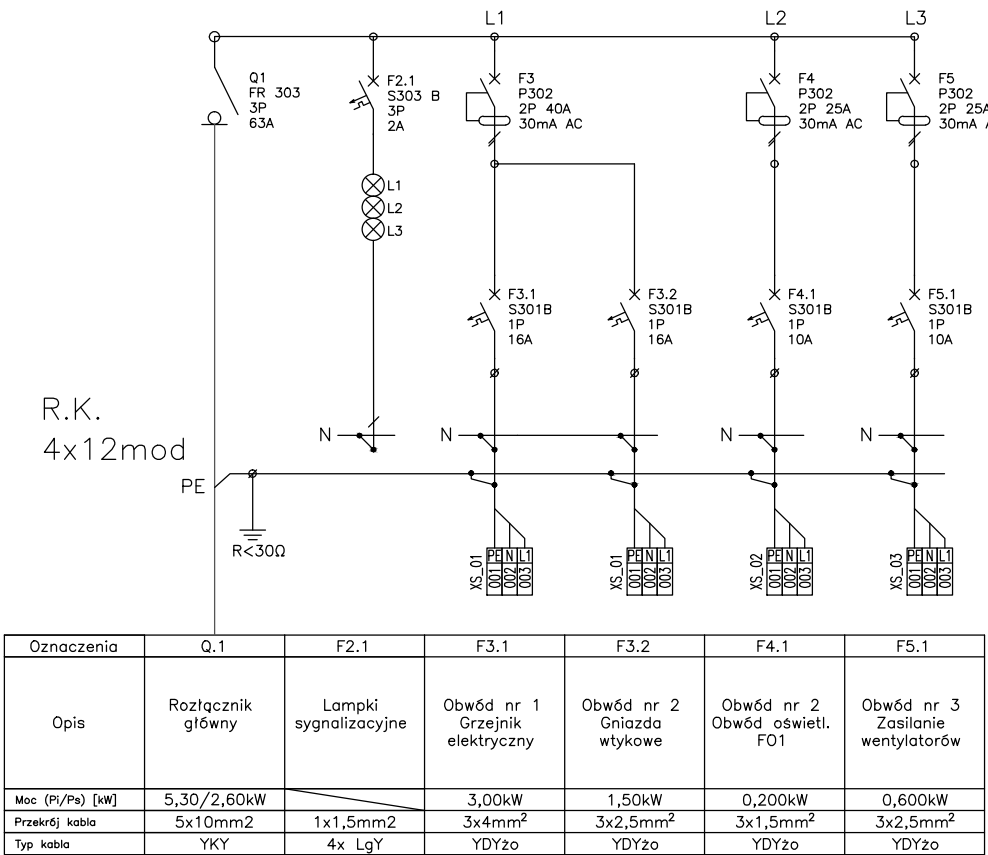 L1
L2
L3
Q1
FR 303
3P
63A
F2.1
S303 B
3P
2A
F3
P302
2P 40A
30mA AC
F4
P302
2P 25A
30mA AC
F5
P302
2P 25A
30mA
L1
L2
L3
F3.1
S301B
1P
16A
F3.2
S301B
1P
16A
F4.1
S301B
1P
10A
F5.1
S301B
1P
10A
R.K.
4x12mod
N
N
N
N
PE
R<30Ω
XS_01
PE N L1
001 002 003
XS_01
PE N L1
001 002 003
XS_02
PE N L1
001 002 003
XS_03
PE N L1
001 002 003
Oznaczenia Q.1 F2.1 F3.1 F3.2 F4.1 F5.1
Opis
Rozłącznik
główny
Lampki
sygnalizacyjne
Obwód nr 1
Grzejnik
elektryczny
Obwód nr 2
Gniazda
wtykowe
Obwód nr 2
Obwód oświetl.
FO1
Obwód nr 3
Zasilanie
wentylatorów
Moc (Pi/Ps) [kW] 5,30/2,60kW 3,00kW 1,50kW 0,200kW 0,600kW
Przekrój kabla 5x10mm2 1x1,5mm2 3x4mm² 3x2,5mm² 3x1,5mm² 3x2,5mm²
Typ kabla YKY 4x LgY YDYżo YDYżo YDYżo YDYżo